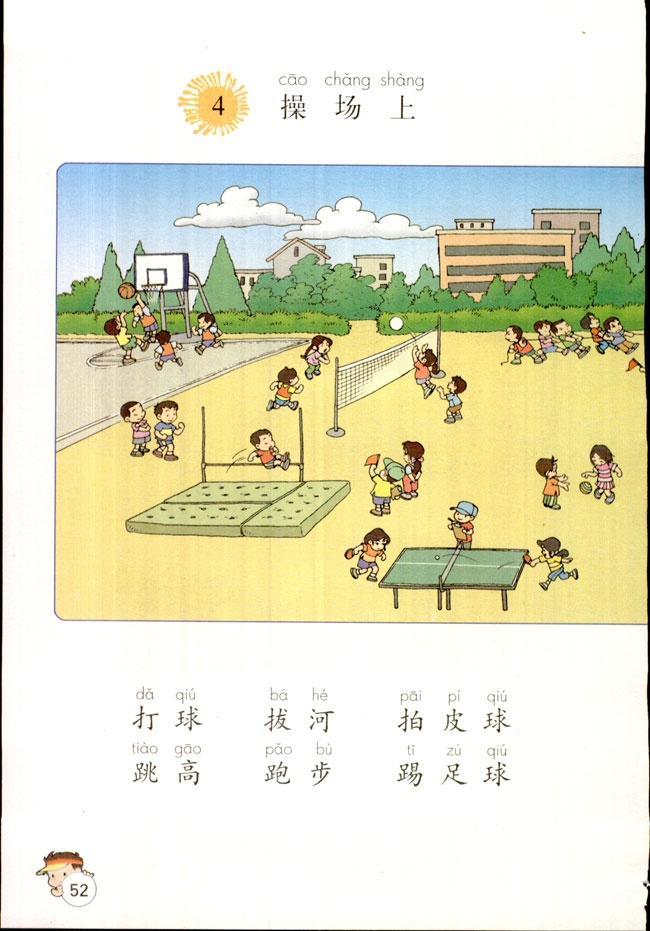 cāo chǎng shàng
4 操 场 上
dǎ qiú bá hé pāi pí qiú
打 球 拔 河 拍 皮 球
tiào gāo pǎo bù tī zú qiú
跳 高 跑 步 踢 足 球
52